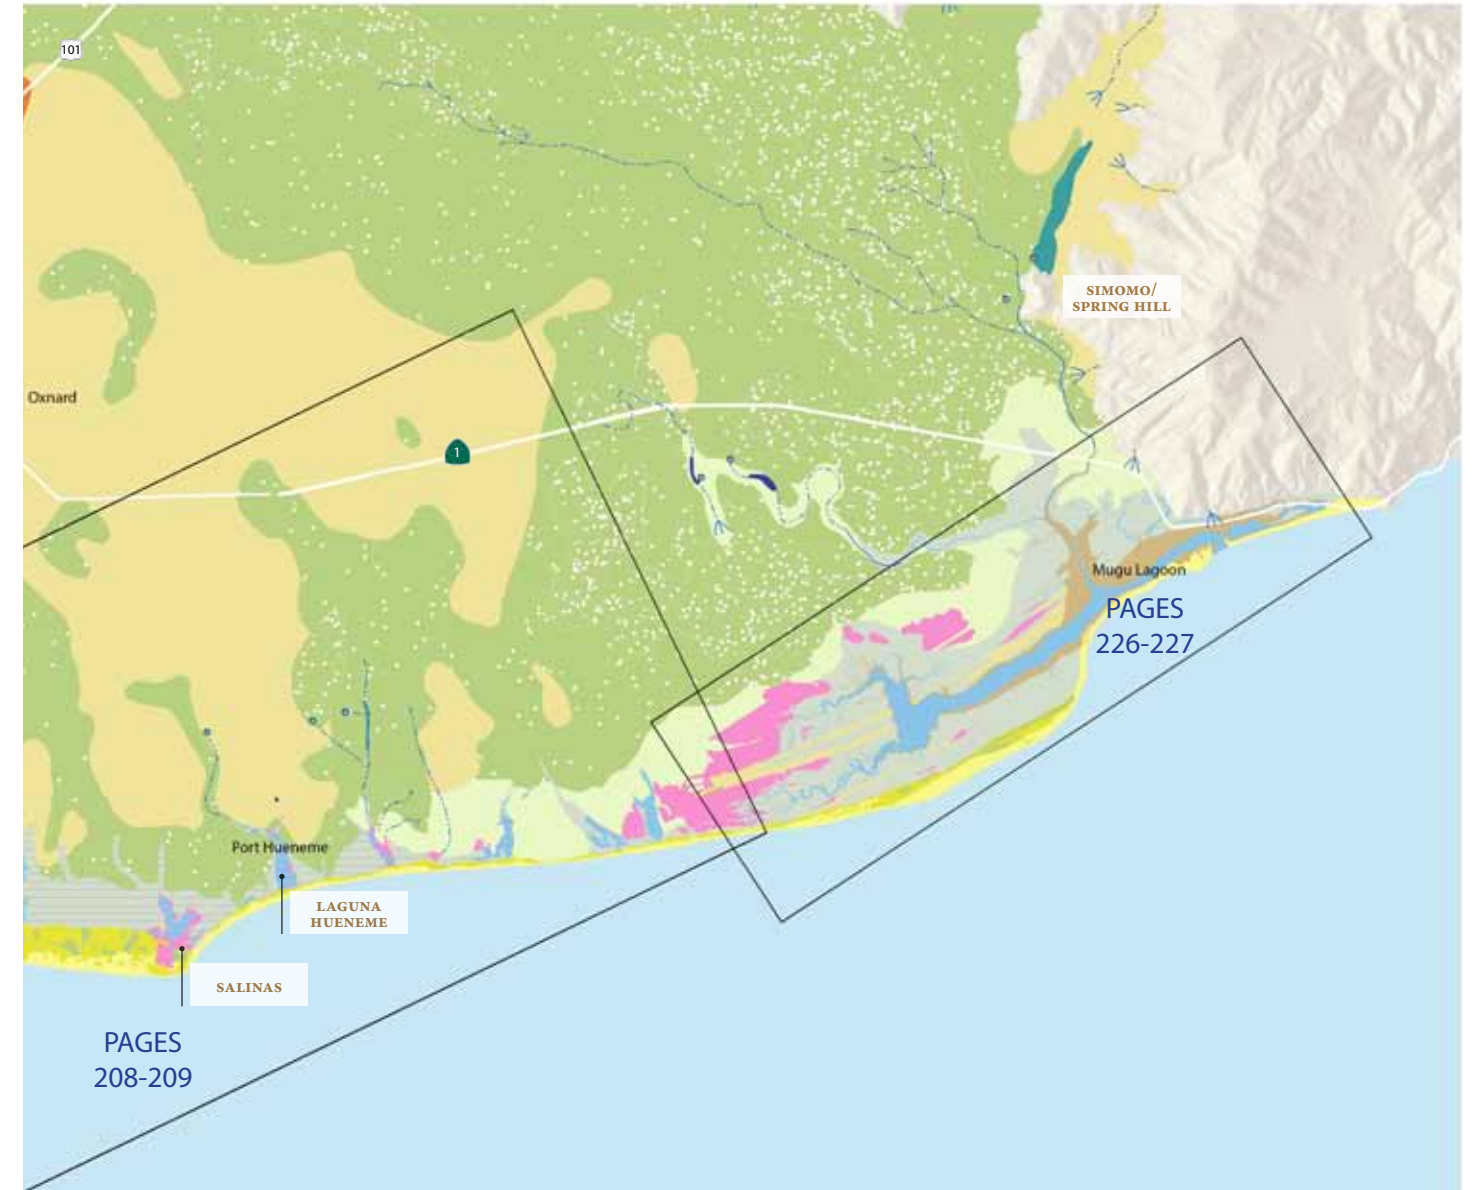 101
SIMOMO/
SPRING HILL
Oxnard
1
Mugu Lagoon
PAGES
226-227
Port Hueneme
LAGUNA
HUENEME
SALINAS
PAGES
208-209